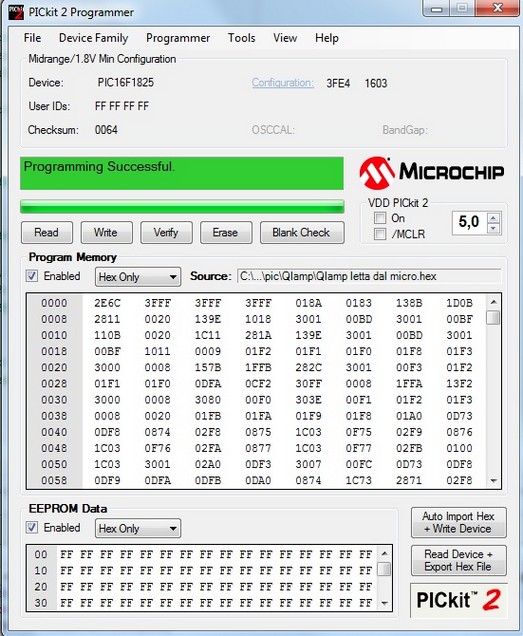 PICkit 2 Programmer
File Device Family Programmer Tools View Help
Midrange/1.8V Min Configuration
Device: PIC16F1825 Configuration: 3FE4 1603
User IDs: FF FF FF FF
Checksum: 0064 OSCCAL: BandGap:
Programming Successful.
MICROCHIP
VDD PICkit 2
On
/MCLR
5,0
Read Write Verify Erase Blank Check
Program Memory
Enabled Hex Only Source: C:\...\pic\Qlamp\Qlamp letta dal micro.hex
0000 2E6C 3FFF 3FFF 3FFF 018A 0183 138B 1D0B
0008 2811 0020 139E 1018 3001 00BD 3001 00BF
0010 110B 0020 1C11 281A 139E 3001 00BD 3001
0018 00BF 1011 0009 01F2 01F1 01F0 01F8 01F3
0020 3000 0008 157B 1FFB 282C 3001 00F3 01F2
0028 01F1 01F0 0DFA 0CF2 30FF 0008 1FFA 13F2
0030 3000 0008 3080 00F0 303E 00F1 01F2 01F3
0038 0008 0020 01FB 01FA 01F9 01F8 01A0 0D73
0040 0DF8 0874 02F8 0875 1C03 0F75 02F9 0876
0048 1C03 0F76 02FA 0877 1C03 0F77 02FB 0100
0050 1C03 3001 02A0 0DF3 3007 00FC 0D73 0DF8
0058 0DF9 0DFA 0DFB 0DA0 0874 1C73 2871 02F8
EEPROM Data
Enabled Hex Only
00 FF FF FF FF FF FF FF FF FF FF FF FF FF FF FF FF
10 FF FF FF FF FF FF FF FF FF FF FF FF FF FF FF FF
20 FF FF FF FF FF FF FF FF FF FF FF FF FF FF FF FF
30 FF FF FF FF FF FF FF FF FF FF FF FF FF FF FF FF
Auto Import Hex
+ Write Device
Read Device +
Export Hex File
PICkit™ 2